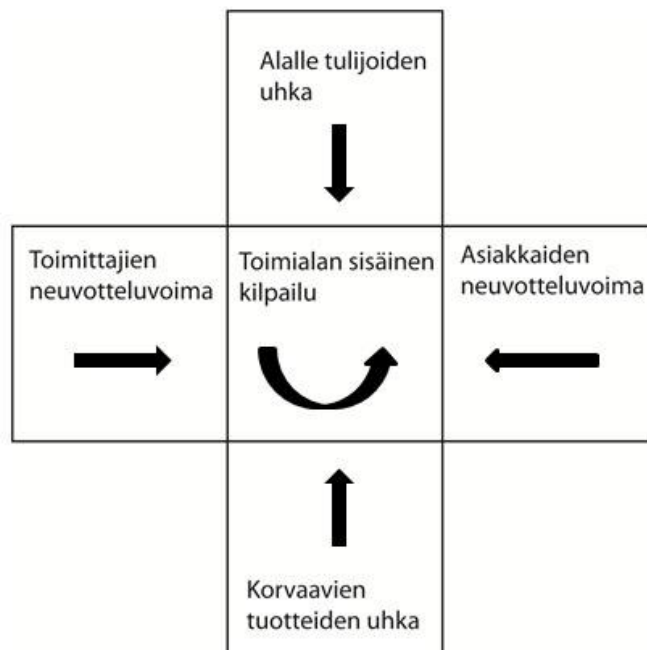 Alalle tulijoiden
uhka
Toimittajien
neuvotteluvoima
Toimialan sisäinen
kilpailu
Asiakkaiden
neuvotteluvoima
Korvaavien
tuotteiden uhka